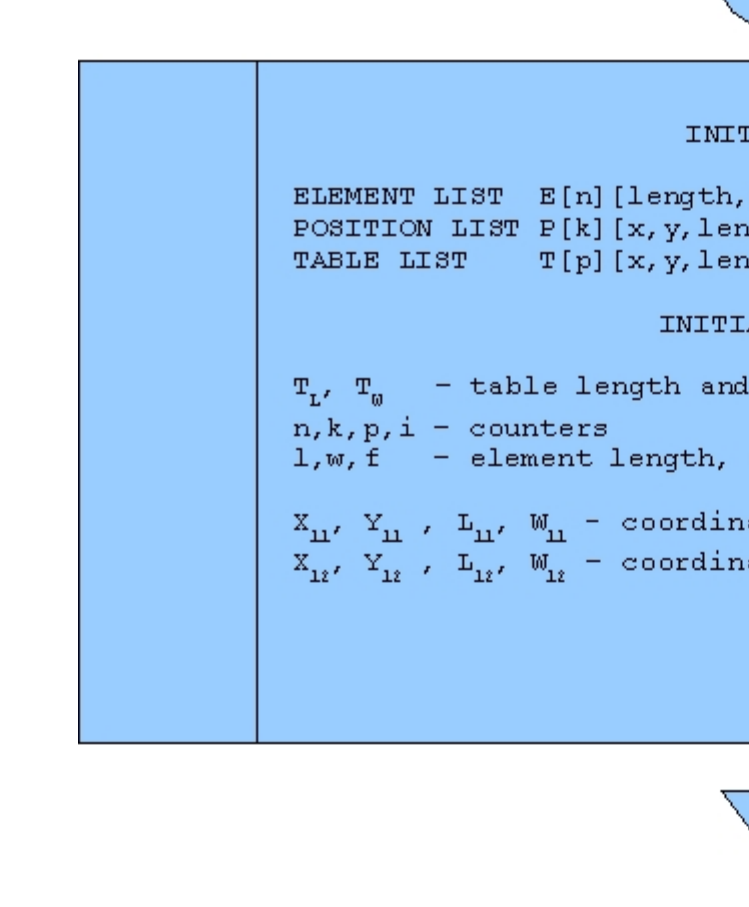 INIT
ELEMENT LIST E[n][length,
POSITION LIST P[k][x,y,len
TABLE LIST T[p][x,y,len
INITIA
T_L, T_W - table length and
n,k,p,i - counters
l,w,f - element length,
X_11, Y_11 , L_11, W_11 - coordina
X_12, Y_12 , L_12, W_12 - coordina